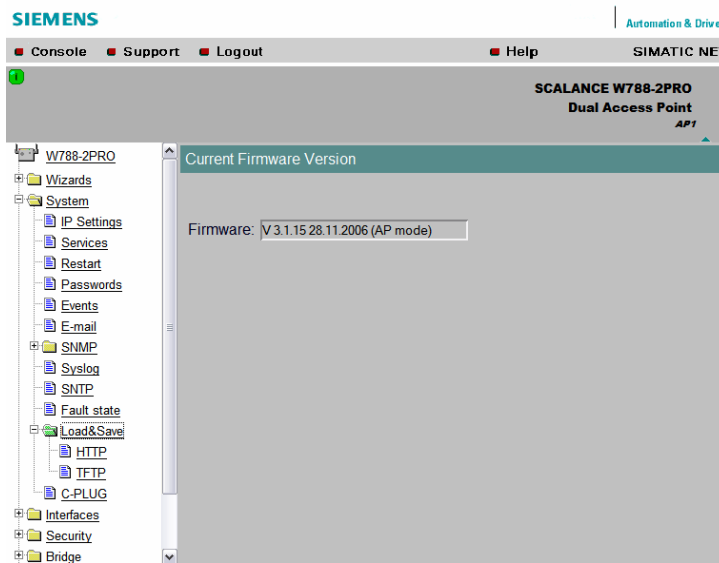 SIEMENS
Automation & Drive
Console Support Logout Help SIMATIC NE
SCALANCE W788-2PRO
Dual Access Point
AP1
W788-2PRO
Current Firmware Version
Wizards
System
IP Settings
Firmware: V 3.1.15 28.11.2006 (AP mode)
Services
Restart
Passwords
Events
E-mail
SNMP
Syslog
SNTP
Fault state
Load&Save
HTTP
TFTP
C-PLUG
Interfaces
Security
Bridge